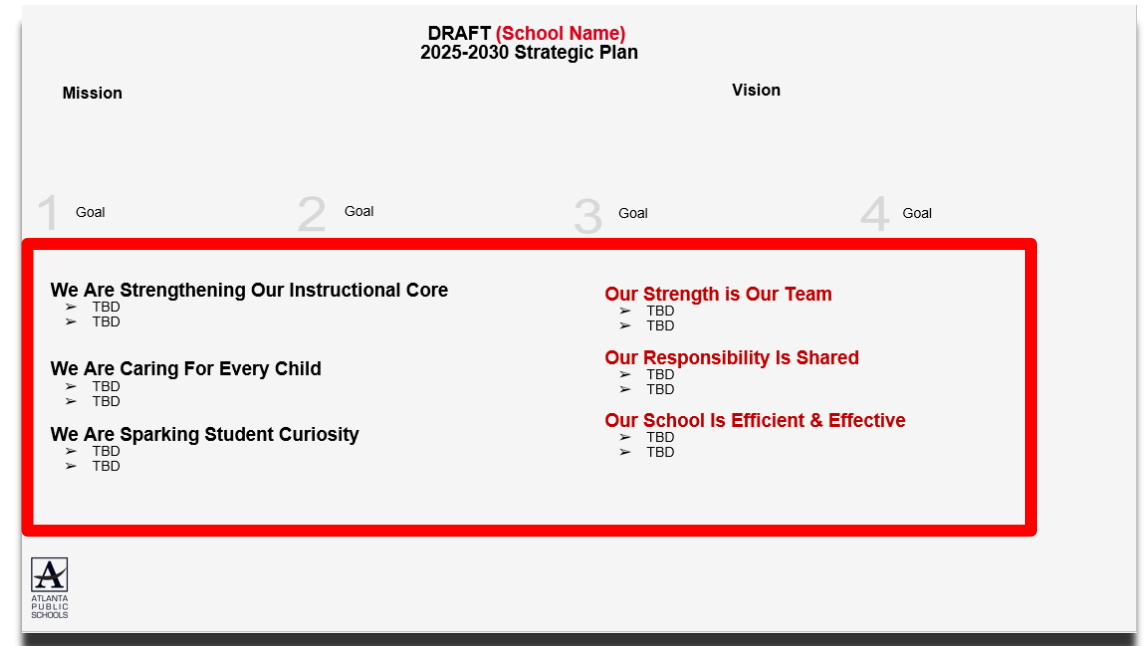 DRAFT (School Name)
2025-2030 Strategic Plan
Mission
Vision
1 Goal
2 Goal
3 Goal
4 Goal
We Are Strengthening Our Instructional Core
➢ TBD
➢ TBD
We Are Caring For Every Child
➢ TBD
➢ TBD
We Are Sparking Student Curiosity
➢ TBD
➢ TBD
Our Strength is Our Team
➢ TBD
➢ TBD
Our Responsibility Is Shared
➢ TBD
➢ TBD
Our School Is Efficient & Effective
➢ TBD
➢ TBD
A
ATLANTA
PUBLIC
SCHOOLS